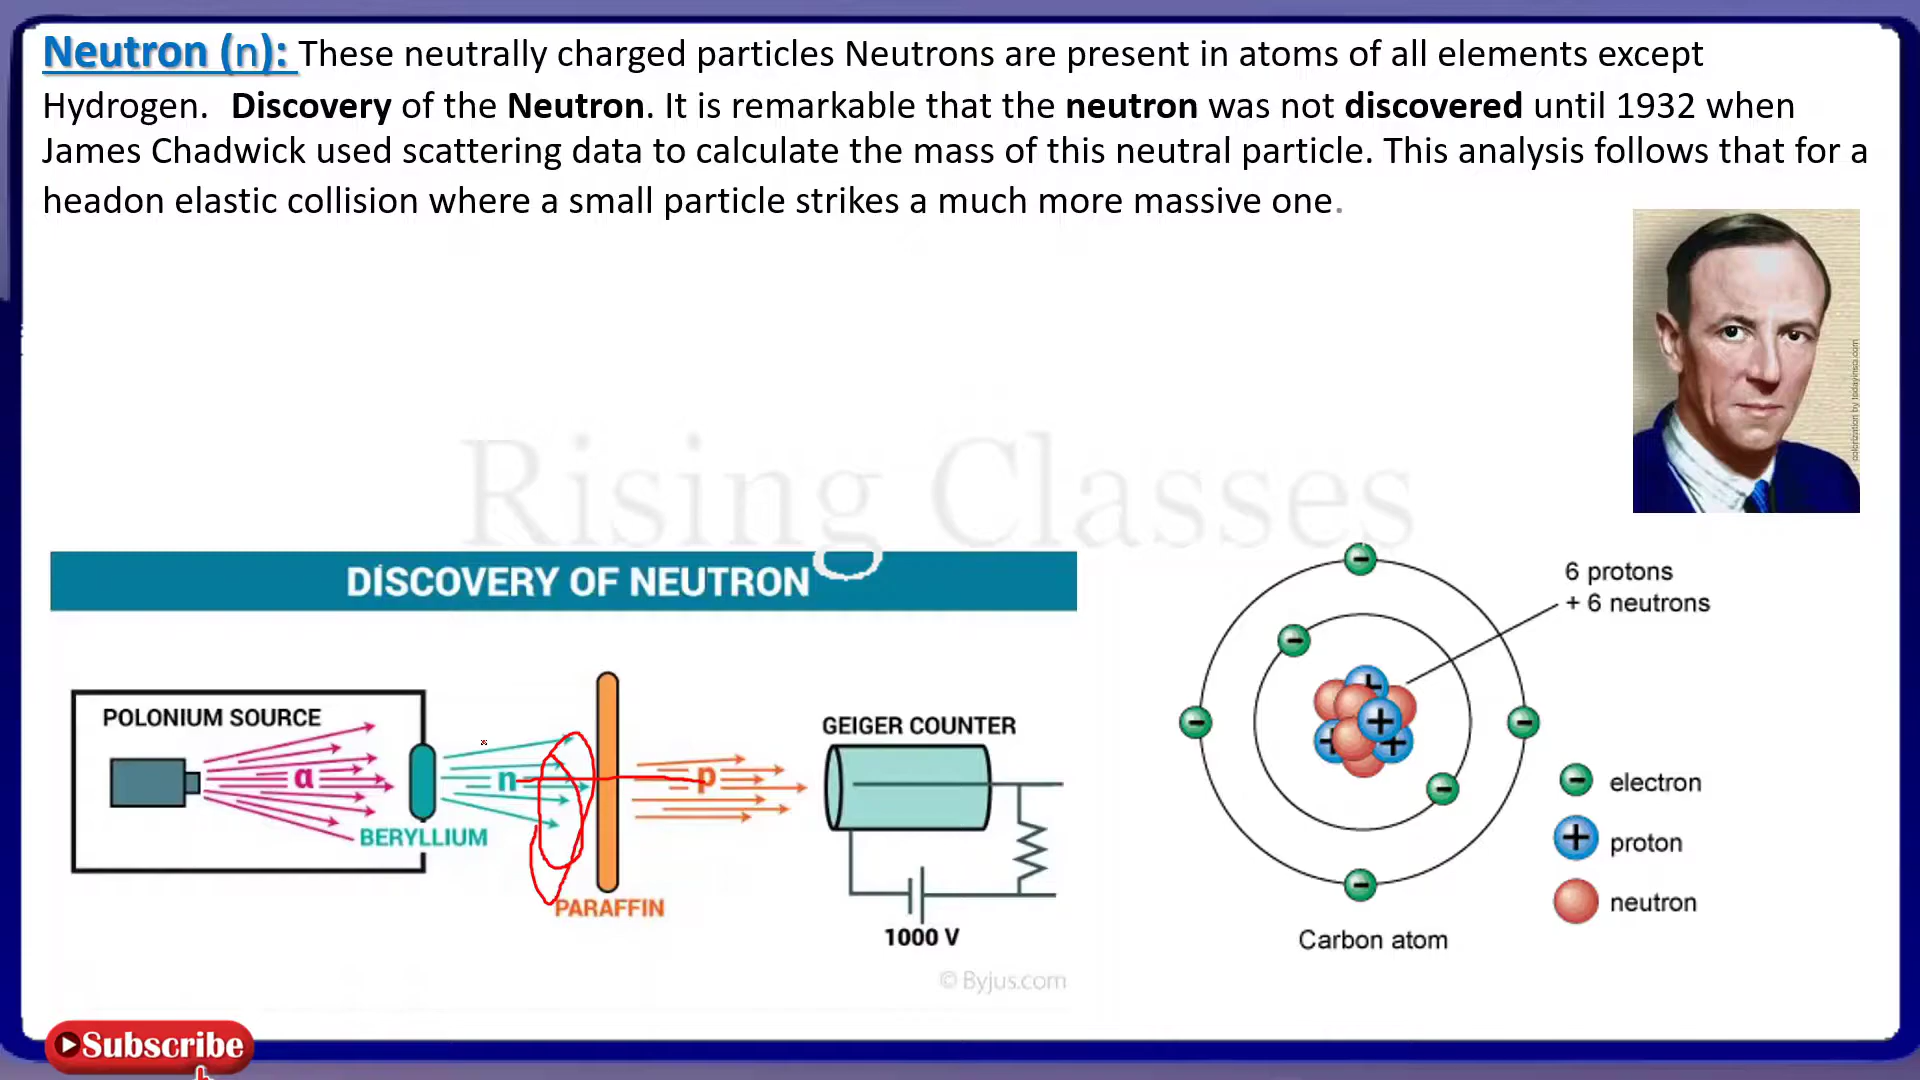 Neutron (n): These neutrally charged particles Neutrons are present in atoms of all elements except
Hydrogen. Discovery of the Neutron. It is remarkable that the neutron was not discovered until 1932 when
James Chadwick used scattering data to calculate the mass of this neutral particle. This analysis follows that for a
headon elastic collision where a small particle strikes a much more massive one.
colorization by todayinsci.com
Rising Classes
DISCOVERY OF NEUTRON
POLONIUM SOURCE
α
BERYLLIUM
n
PARAFFIN
p
GEIGER COUNTER
1000 V
© Byjus.com
6 protons
+ 6 neutrons
- electron
+ proton
neutron
Carbon atom
Subscribe